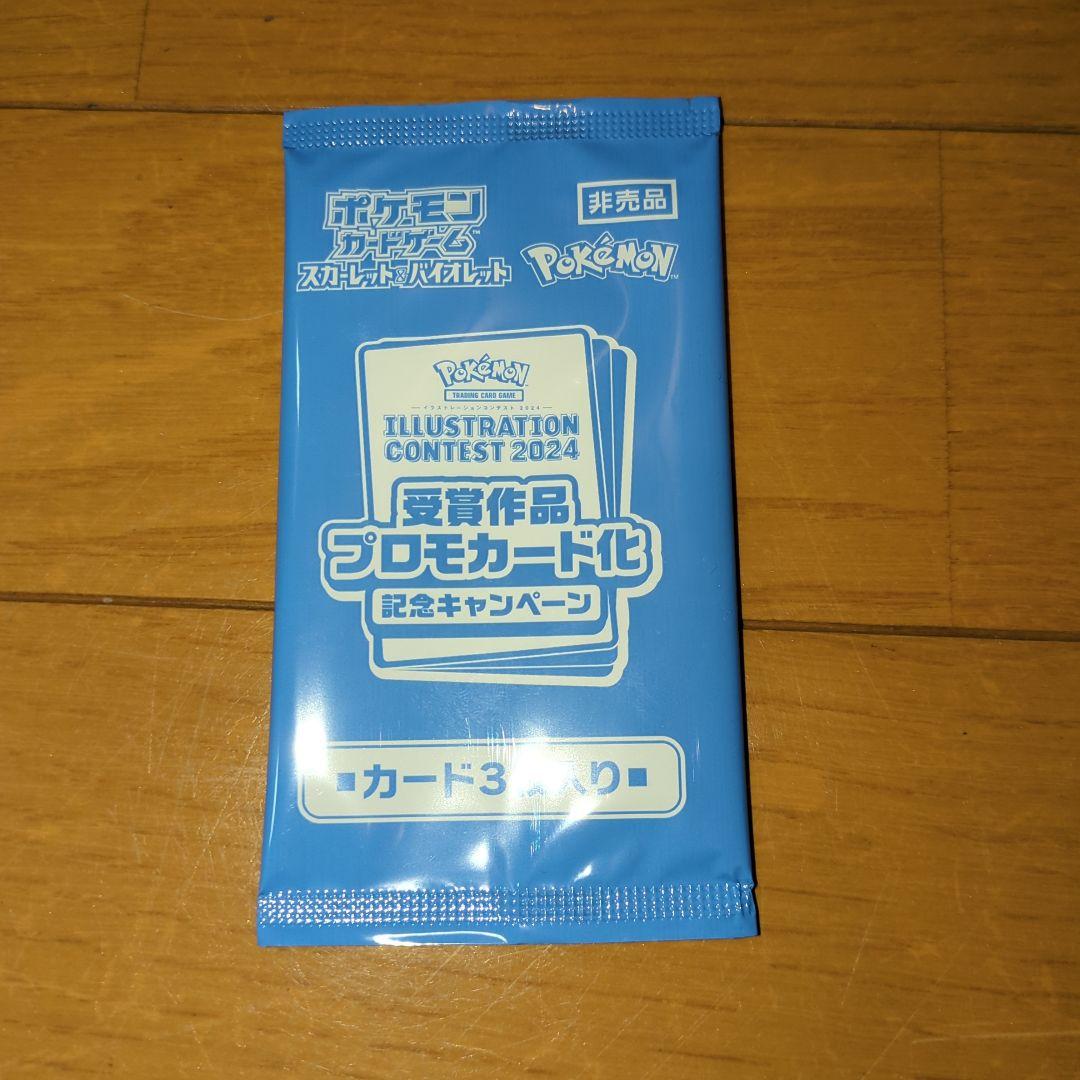 ポケモン
カードゲーム™
スカーレット&バイオレット
非売品
POKéMON™
POKéMON
TRADING CARD GAME
イラストレーションコンテスト 2024
ILLUSTRATION
CONTEST 2024
受賞作品
プロモカード化
記念キャンペーン
■カード3 入り■